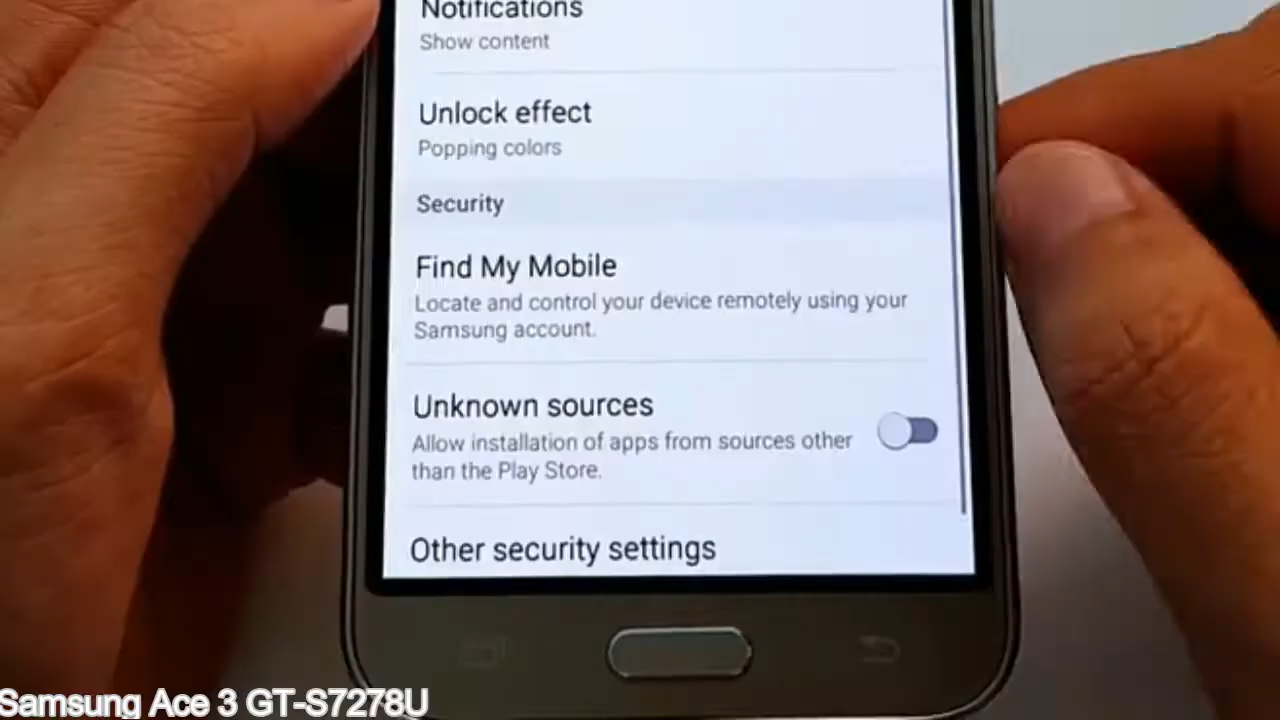 Notifications
Show content
Unlock effect
Popping colors
Security
Find My Mobile
Locate and control your device remotely using your
Samsung account.
Unknown sources
Allow installation of apps from sources other
than the Play Store.
Other security settings
Samsung Ace 3 GT-S7278U